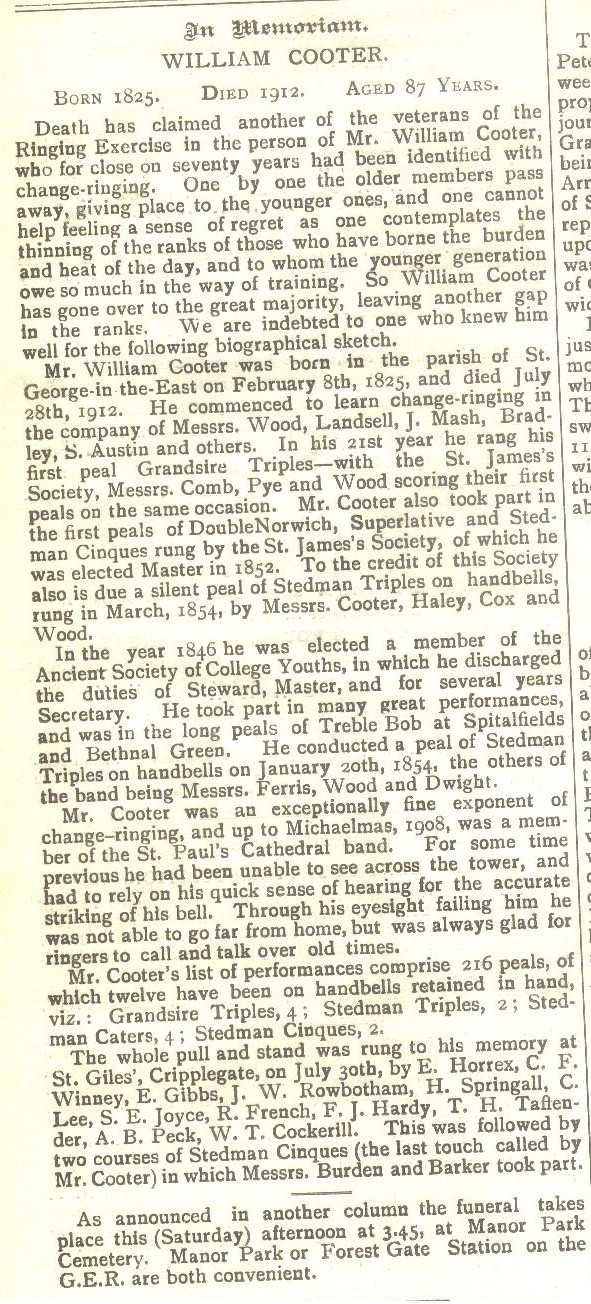 In Memoriam.
WILLIAM COOTER.
BORN 1825. DIED 1912. AGED 87 YEARS.
Death has claimed another of the veterans of the
Ringing Exercise in the person of Mr. William Cooter,
who for close on seventy years had been identified with
change-ringing. One by one the older members pass
away, giving place to the younger ones, and one cannot
help feeling a sense of regret as one contemplates the
thinning of the ranks of those who have borne the burden
and heat of the day, and to whom the younger generation
owe so much in the way of training. So William Cooter
has gone over to the great majority, leaving another gap
in the ranks. We are indebted to one who knew him
well for the following biographical sketch.
Mr. William Cooter was born in the parish of St.
George-in the-East on February 8th, 1825, and died July
28th, 1912. He commenced to learn change-ringing in
the company of Messrs. Wood, Landsell, J. Mash, Brad-
ley, S. Austin and others. In his 21st year he rang his
first peal Grandsire Triples—with the St. James's
Society, Messrs. Comb, Pye and Wood scoring their first
peals on the same occasion. Mr. Cooter also took part in
the first peals of DoubleNorwich, Superlative and Sted-
man Cinques rung by the St. James's Society, of which he
was elected Master in 1852. To the credit of this Society
also is due a silent peal of Stedman Triples on handbells,
rung in March, 1854, by Messrs. Cooter, Haley, Cox and
Wood.
In the year 1846 he was elected a member of the
Ancient Society of College Youths, in which he discharged
the duties of Steward, Master, and for several years
Secretary. He took part in many great performances,
and was in the long peals of Treble Bob at Spitalfields
and Bethnal Green. He conducted a peal of Stedman
Triples on handbells on January 20th, 1854, the others of
the band being Messrs. Ferris, Wood and Dwight.
Mr. Cooter was an exceptionally fine exponent of
change-ringing, and up to Michaelmas, 1908, was a mem-
ber of the St. Paul's Cathedral band. For some time
previous he had been unable to see across the tower, and
had to rely on his quick sense of hearing for the accurate
striking of his bell. Through his eyesight failing him he
was not able to go far from home, but was always glad for
ringers to call and talk over old times.
Mr. Cooter's list of performances comprise 216 peals, of
which twelve have been on handbells retained in hand,
viz.: Grandsire Triples, 4; Stedman Triples, 2; Sted-
man Caters, 4; Stedman Cinques, 2.
The whole pull and stand was rung to his memory at
St. Giles', Cripplegate, on July 30th, by E. Horrex, C. F.
Winney, E. Gibbs, J. W. Rowbotham, H. Springall, C.
Lee, S. E. Joyce, R. French, F. J. Hardy, T. H. Taffen-
der, A. B. Peck, W. T. Cockerill. This was followed by
two courses of Stedman Cinques (the last touch called by
Mr. Cooter) in which Messrs. Burden and Barker took part.
As announced in another column the funeral takes
place this (Saturday) afternoon at 3.45, at Manor Park
Cemetery. Manor Park or Forest Gate Station on the
G.E.R. are both convenient.